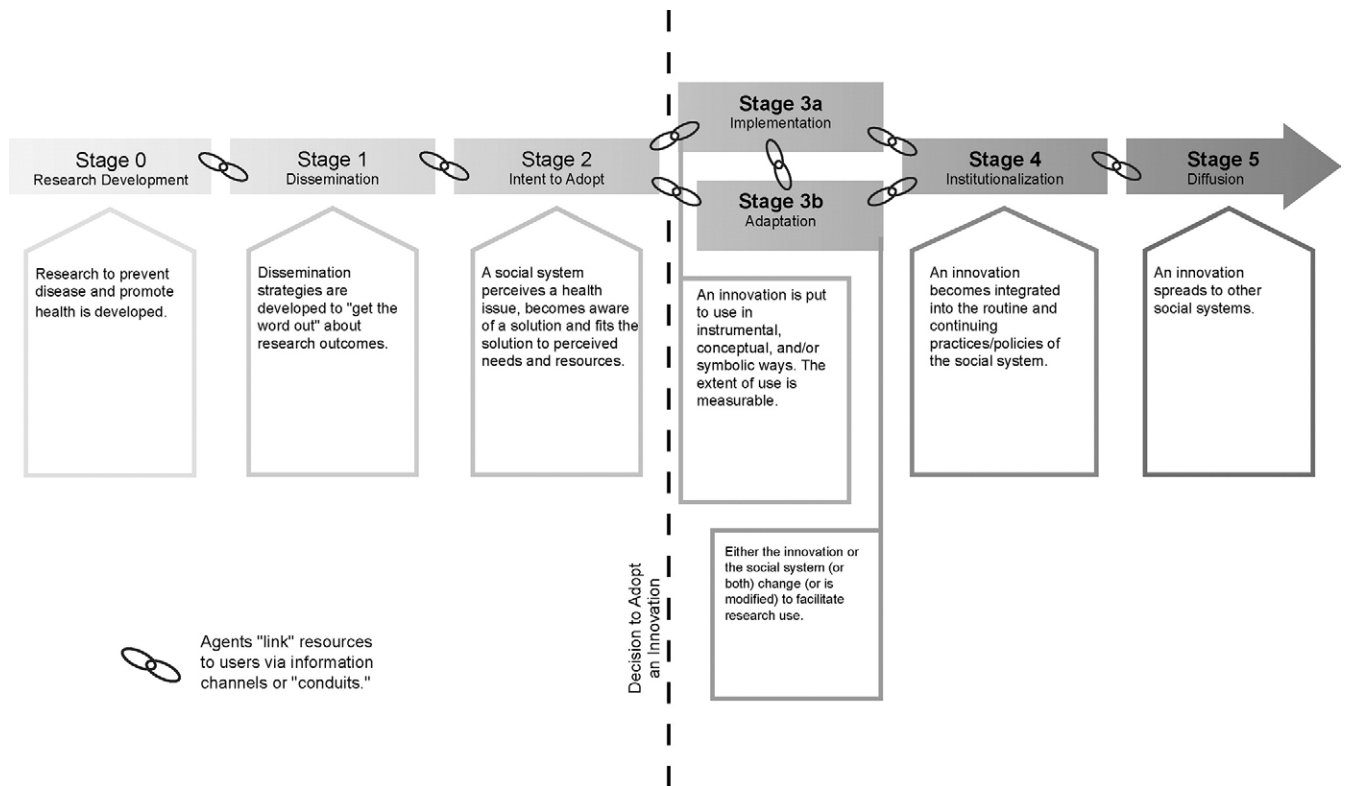 Stage 0
Research Development
Stage 1
Dissemination
Stage 2
Intent to Adopt
Stage 3a
Implementation
Stage 3b
Adaptation
Stage 4
Institutionalization
Stage 5
Diffusion
Research to prevent
disease and promote
health is developed.
Dissemination
strategies are
developed to "get the
word out" about
research outcomes.
A social system
perceives a health
issue, becomes aware
of a solution and fits the
solution to perceived
needs and resources.
An innovation is put
to use in
instrumental,
conceptual, and/or
symbolic ways. The
extent of use is
measurable.
Either the innovation or
the social system (or
both) change (or is
modified) to facilitate
research use.
An innovation
becomes integrated
into the routine and
continuing
practices/policies of
the social system.
An innovation
spreads to other
social systems.
Decision to Adopt
an Innovation
Agents "link" resources
to users via information
channels or "conduits."